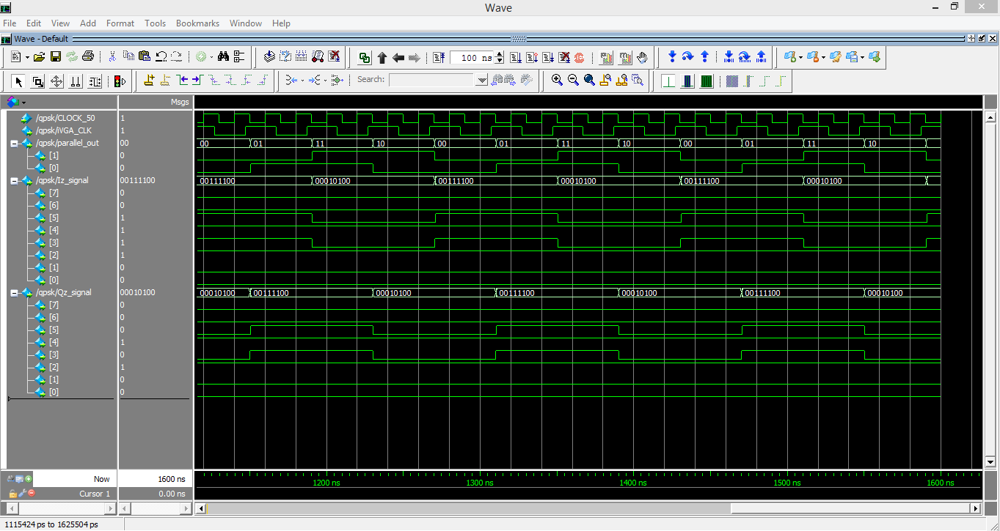 Wave
File Edit View Add Format Tools Bookmarks Window Help
Wave - Default
100 ns
Search:
Msgs
/qpsk/CLOCK_50 1
/qpsk/iVGA_CLK 1
/qpsk/parallel_out 00 00 01 11 10 00 01 11 10 00 01 11 10
[1] 0
[0] 0
/qpsk/Iz_signal 00111100 00111100 00010100 00111100 00010100 00111100 00010100
[7] 0
[6] 0
[5] 1
[4] 1
[3] 1
[2] 1
[1] 0
[0] 0
/qpsk/Qz_signal 00010100 00010100 00111100 00010100 00111100 00010100 00111100 00010100
[7] 0
[6] 0
[5] 0
[4] 1
[3] 0
[2] 1
[1] 0
[0] 0
Now 1600 ns
1200 ns 1300 ns 1400 ns 1500 ns 1600 ns
Cursor 1 0.00 ns
1115424 ps to 1625504 ps